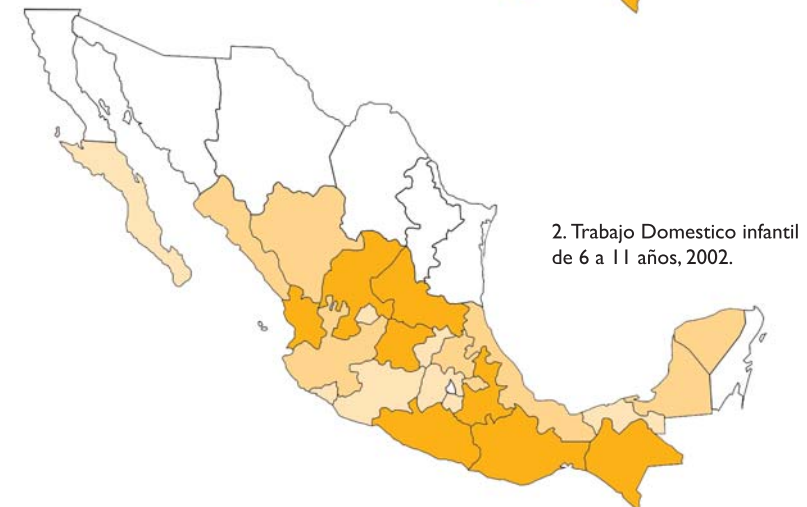 2. Trabajo Domestico infantil
de 6 a 11 años, 2002.